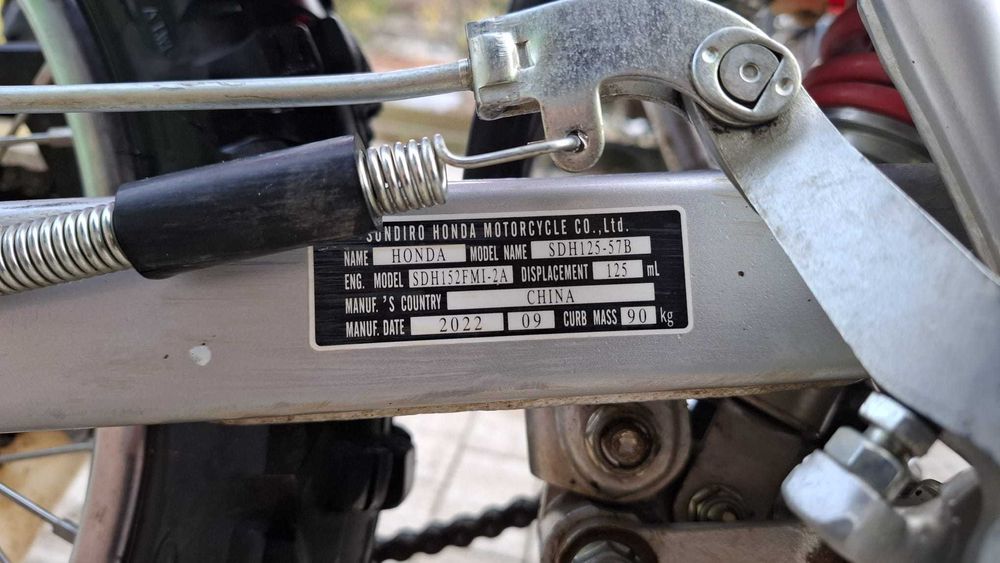 SUNDIRO HONDA MOTORCYCLE CO.,Ltd.
NAME HONDA MODEL NAME SDH125-57B
ENG. MODEL SDH152FMI-2A DISPLACEMENT 125 mL
MANUF. 'S COUNTRY CHINA
MANUF. DATE 2022 09 CURB MASS 90 kg